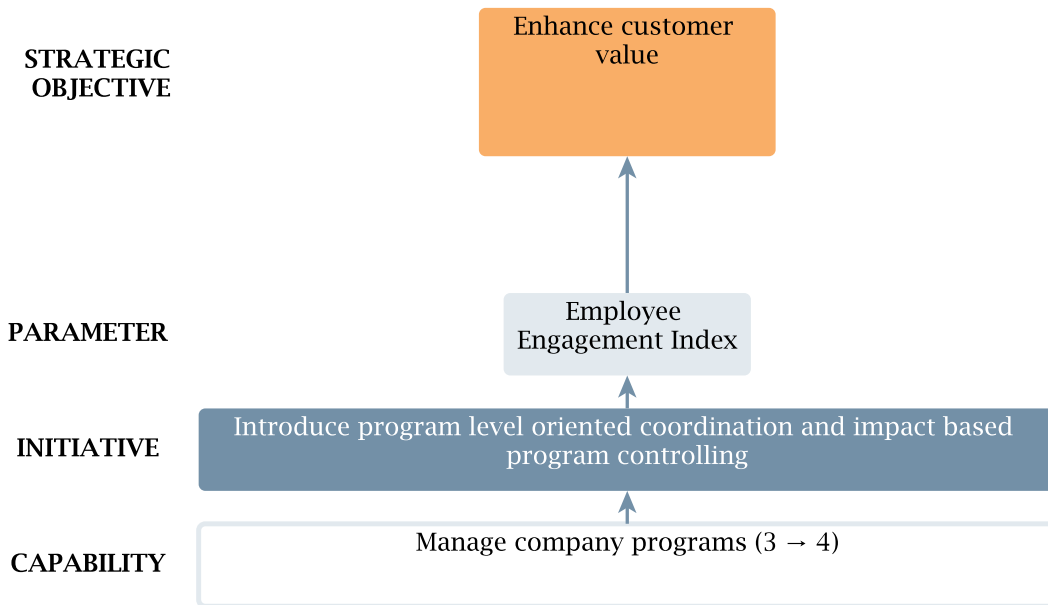 STRATEGIC
OBJECTIVE
Enhance customer
value
PARAMETER
Employee
Engagement Index
INITIATIVE
Introduce program level oriented coordination and impact based
program controlling
CAPABILITY
Manage company programs (3 → 4)